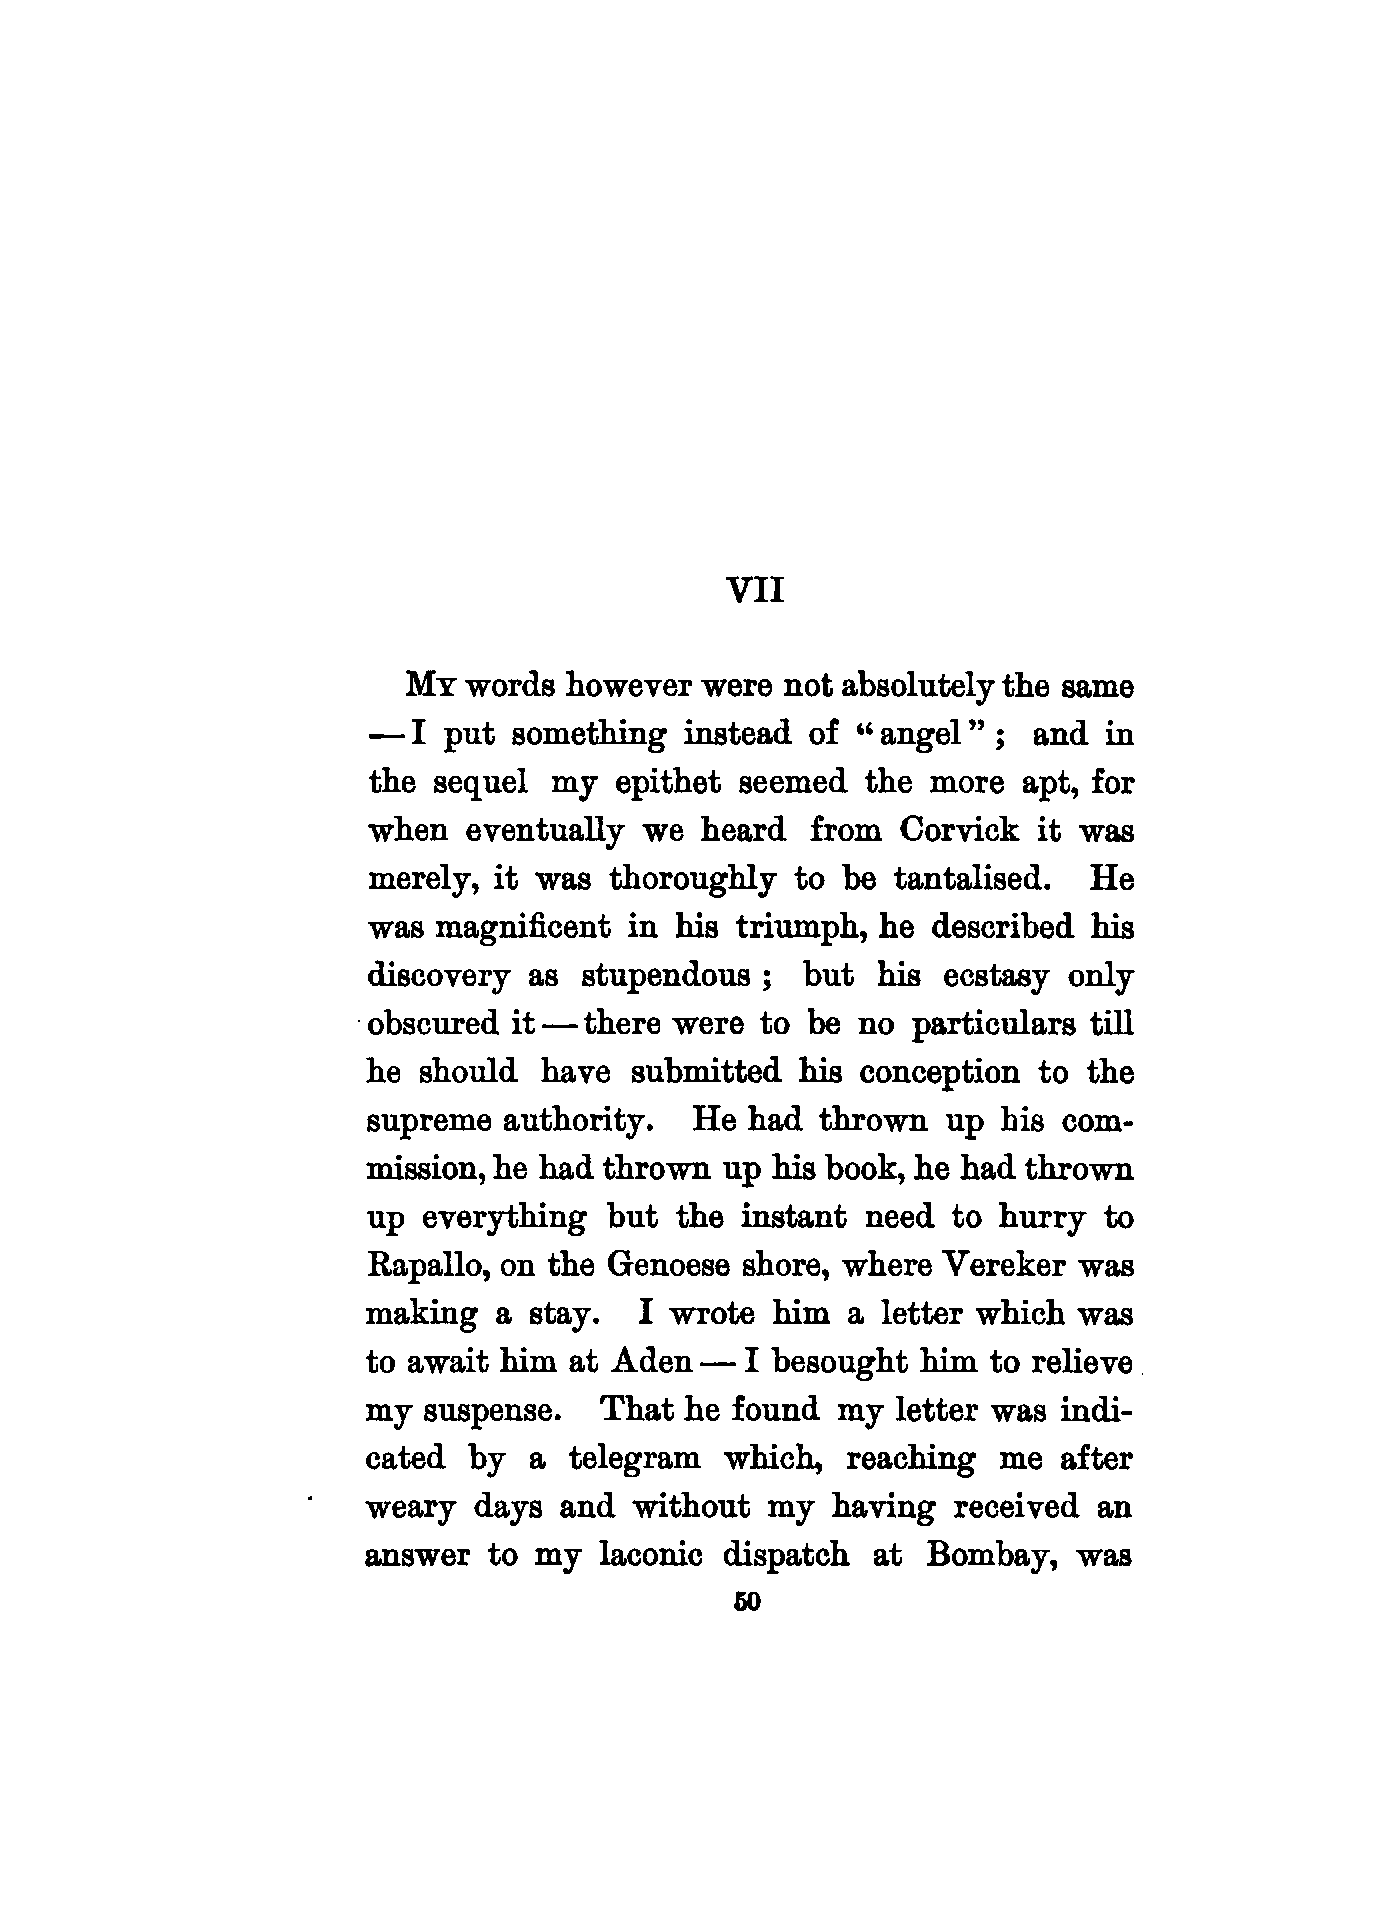 VII
My words however were not absolutely the same
—I put something instead of "angel"; and in
the sequel my epithet seemed the more apt, for
when eventually we heard from Corvick it was
merely, it was thoroughly to be tantalised. He
was magnificent in his triumph, he described his
discovery as stupendous; but his ecstasy only
obscured it—there were to be no particulars till
he should have submitted his conception to the
supreme authority. He had thrown up his com-
mission, he had thrown up his book, he had thrown
up everything but the instant need to hurry to
Rapallo, on the Genoese shore, where Vereker was
making a stay. I wrote him a letter which was
to await him at Aden—I besought him to relieve
my suspense. That he found my letter was indi-
cated by a telegram which, reaching me after
weary days and without my having received an
answer to my laconic dispatch at Bombay, was
50